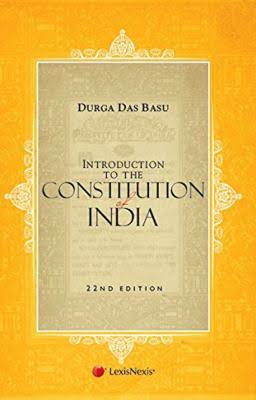 DURGA DAS BASU
INTRODUCTION
TO THE
CONSTITUTION
of
INDIA
22ND EDITION
LexisNexis®